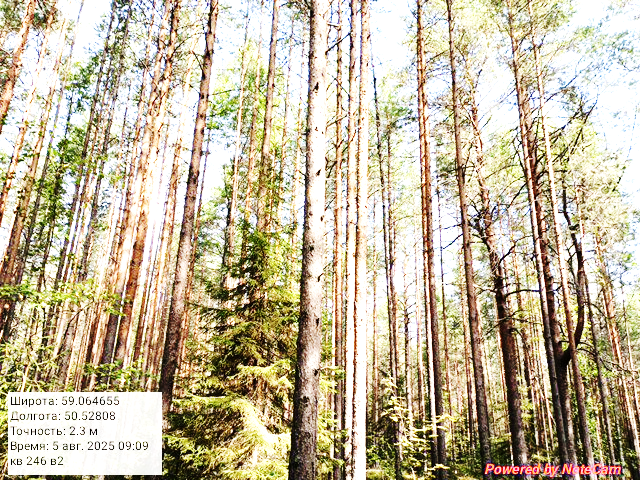 Широта: 59.064655
Долгота: 50.52808
Точность: 2.3 м
Время: 5 авг. 2025 09:09
кв 246 в2
Powered by NoteCam